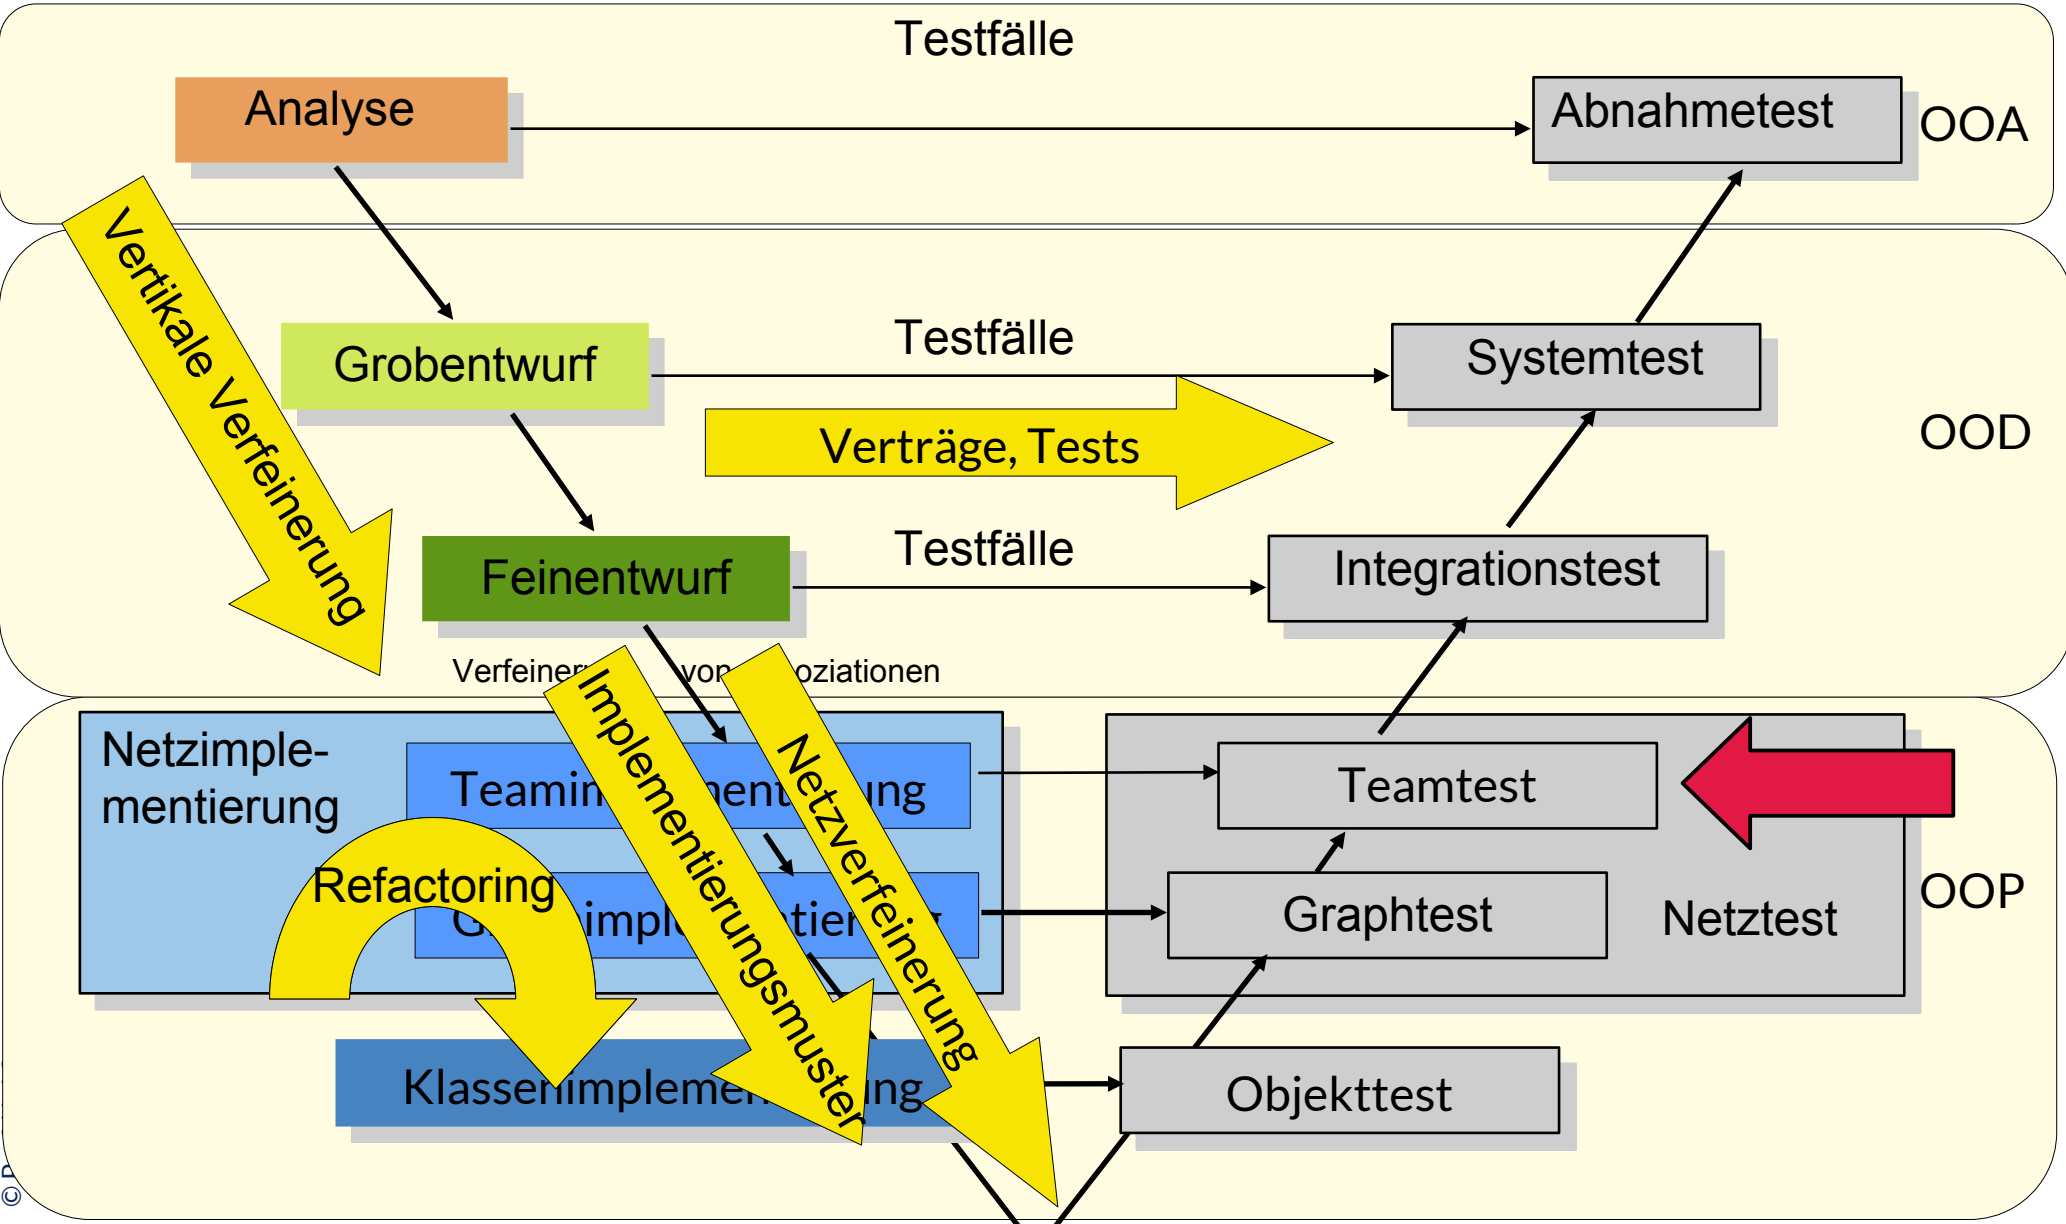 Testfälle
Analyse
Abnahmetest
OOA
Vertikale Verfeinerung
Grobentwurf
Testfälle
Systemtest
Verträge, Tests
OOD
Feinentwurf
Testfälle
Integrationstest
von
Netzimple-
mentierung
Implementierungsmuster
Netzverfeinerung
Teamtest
Refactoring
Graphtest
Netztest
OOP
Objekttest
©